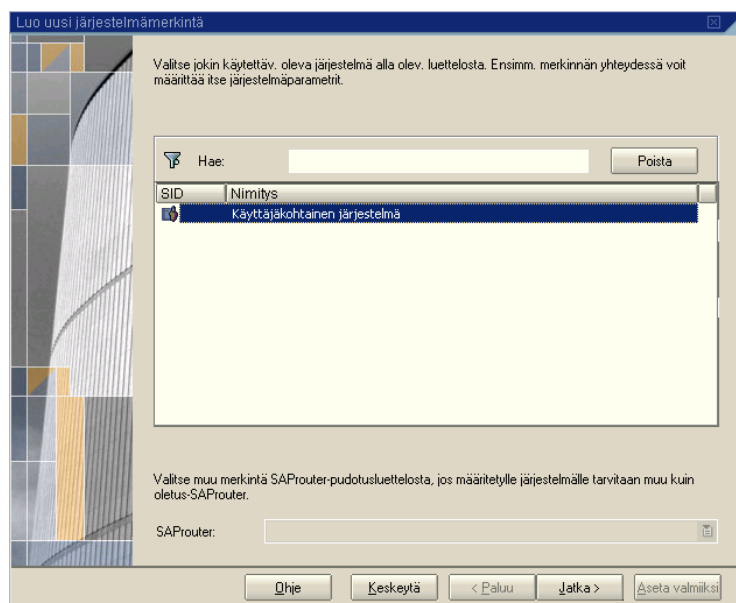 Luo uusi järjestelmämerkintä
Valitse jokin käytettäv. oleva järjestelmä alla olev. luettelosta. Ensimm. merkinnän yhteydessä voit
määrittää itse järjestelmäparametrit.
Hae:
Poista
SID Nimitys
Käyttäjäkohtainen järjestelmä
Valitse muu merkintä SAProuter-pudotusluettelosta, jos määritetylle järjestelmälle tarvitaan muu kuin
oletus-SAProuter.
SAProuter:
Ohje Keskeytä < Paluu Jatka > Aseta valmiiksi